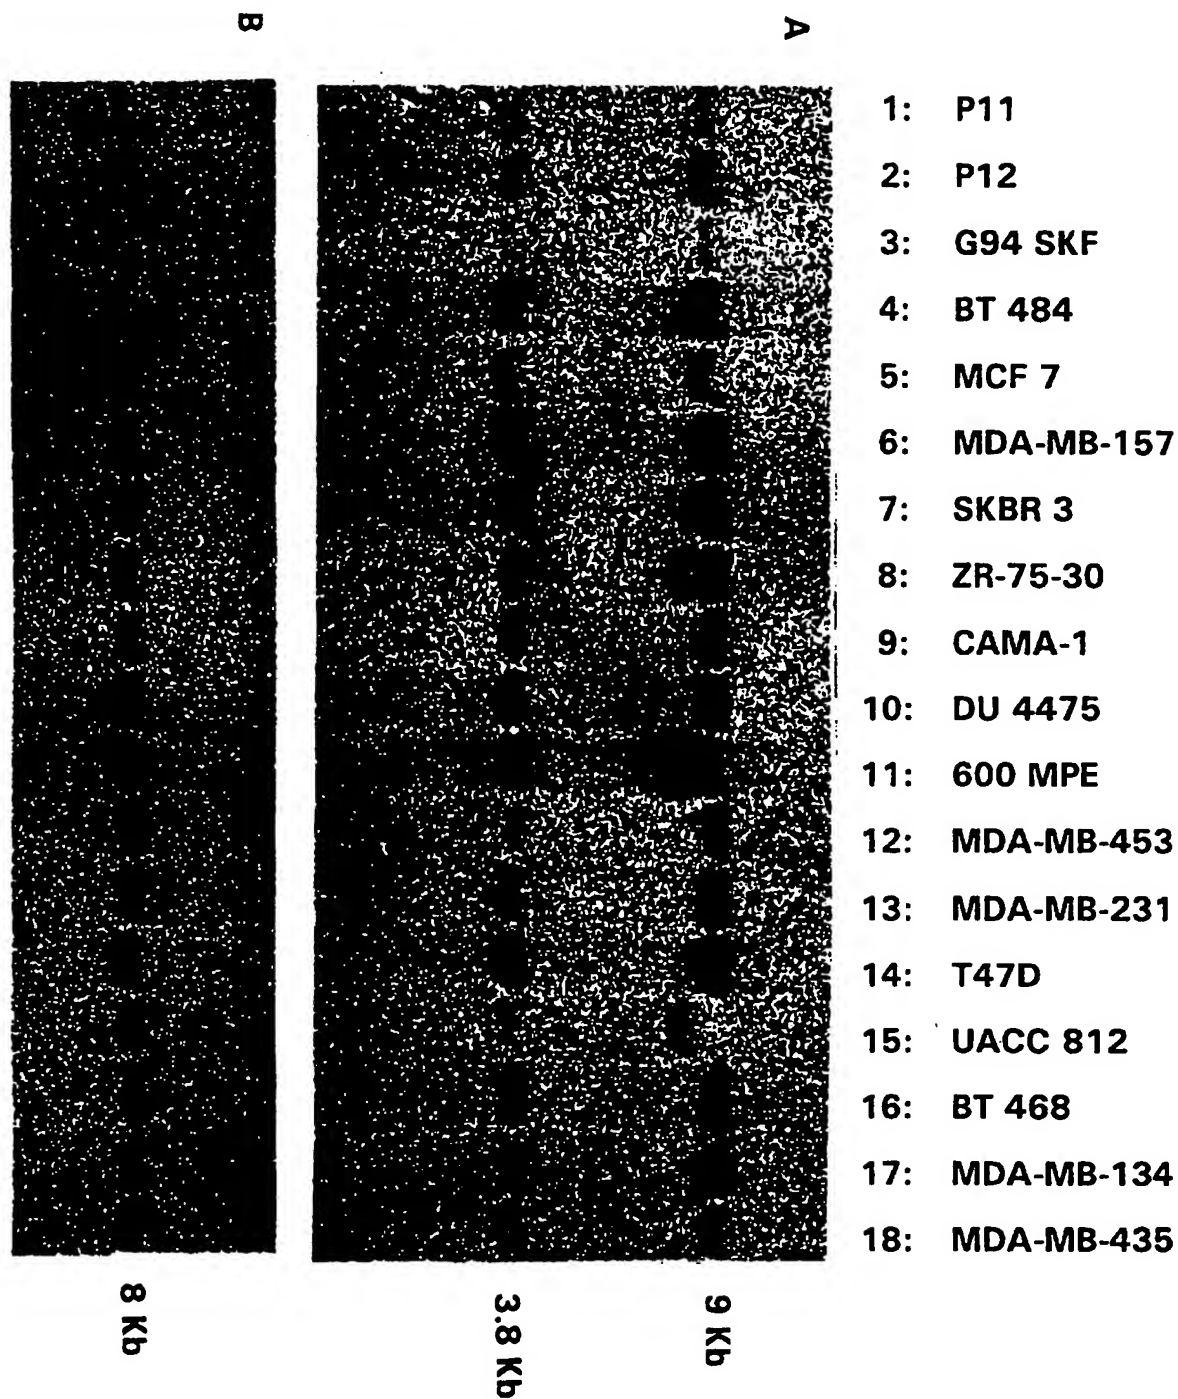 B
A
1: P11
2: P12
3: G94 SKF
4: BT 484
5: MCF 7
6: MDA-MB-157
7: SKBR 3
8: ZR-75-30
9: CAMA-1
10: DU 4475
11: 600 MPE
12: MDA-MB-453
13: MDA-MB-231
14: T47D
15: UACC 812
16: BT 468
17: MDA-MB-134
18: MDA-MB-435
8 Kb
3.8 Kb
9 Kb